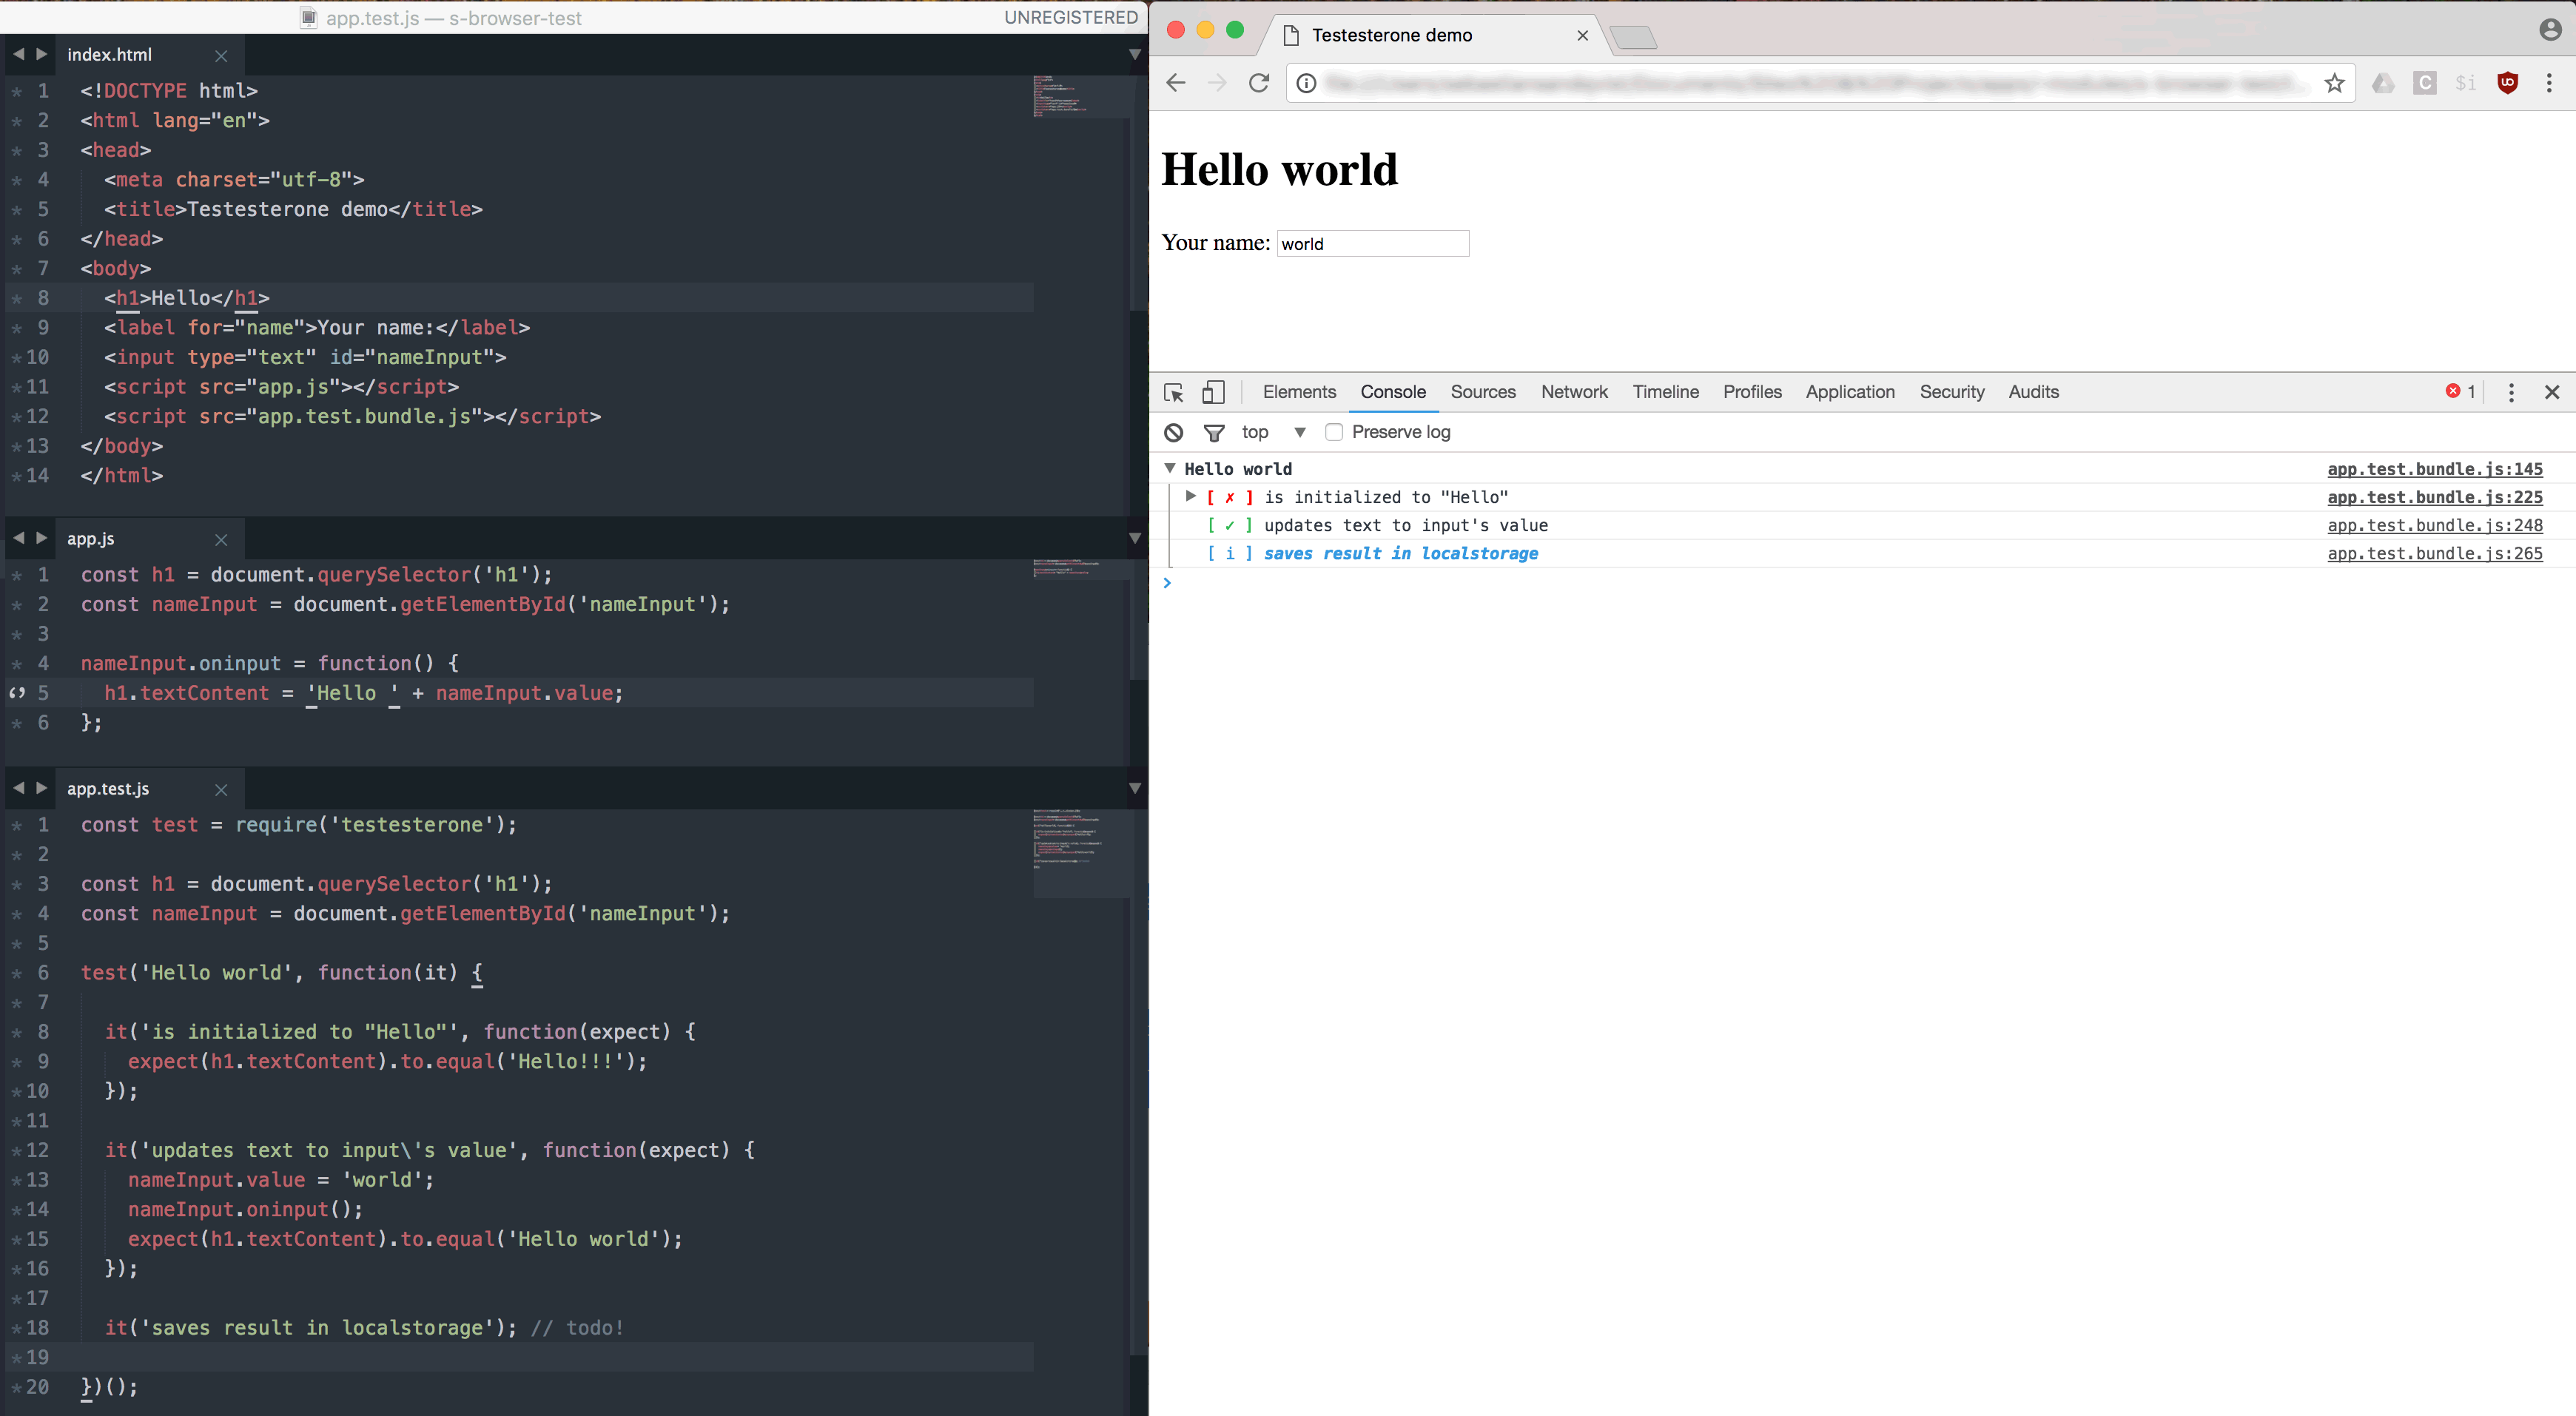 app.test.js — s-browser-test
UNREGISTERED
index.html
1 <!DOCTYPE html>
2 <html lang="en">
3 <head>
4 <meta charset="utf-8">
5 <title>Testesterone demo</title>
6 </head>
7 <body>
8 <h1>Hello</h1>
9 <label for="name">Your name:</label>
10 <input type="text" id="nameInput">
11 <script src="app.js"></script>
12 <script src="app.test.bundle.js"></script>
13 </body>
14 </html>
app.js
1 const h1 = document.querySelector('h1');
2 const nameInput = document.getElementById('nameInput');
3
4 nameInput.oninput = function() {
5 h1.textContent = 'Hello ' + nameInput.value;
6 };
app.test.js
1 const test = require('testesterone');
2
3 const h1 = document.querySelector('h1');
4 const nameInput = document.getElementById('nameInput');
5
6 test('Hello world', function(it) {
7
8 it('is initialized to "Hello"', function(expect) {
9 expect(h1.textContent).to.equal('Hello!!!');
10 });
11
12 it('updates text to input\'s value', function(expect) {
13 nameInput.value = 'world';
14 nameInput.oninput();
15 expect(h1.textContent).to.equal('Hello world');
16 });
17
18 it('saves result in localstorage'); // todo!
19
20 })();
Testesterone demo
C $i
Hello world
Your name: world
Elements Console Sources Network Timeline Profiles Application Security Audits 1
top Preserve log
Hello world app.test.bundle.js:145
[ ✗ ] is initialized to "Hello" app.test.bundle.js:225
[ ✓ ] updates text to input's value app.test.bundle.js:248
[ i ] saves result in localstorage app.test.bundle.js:265